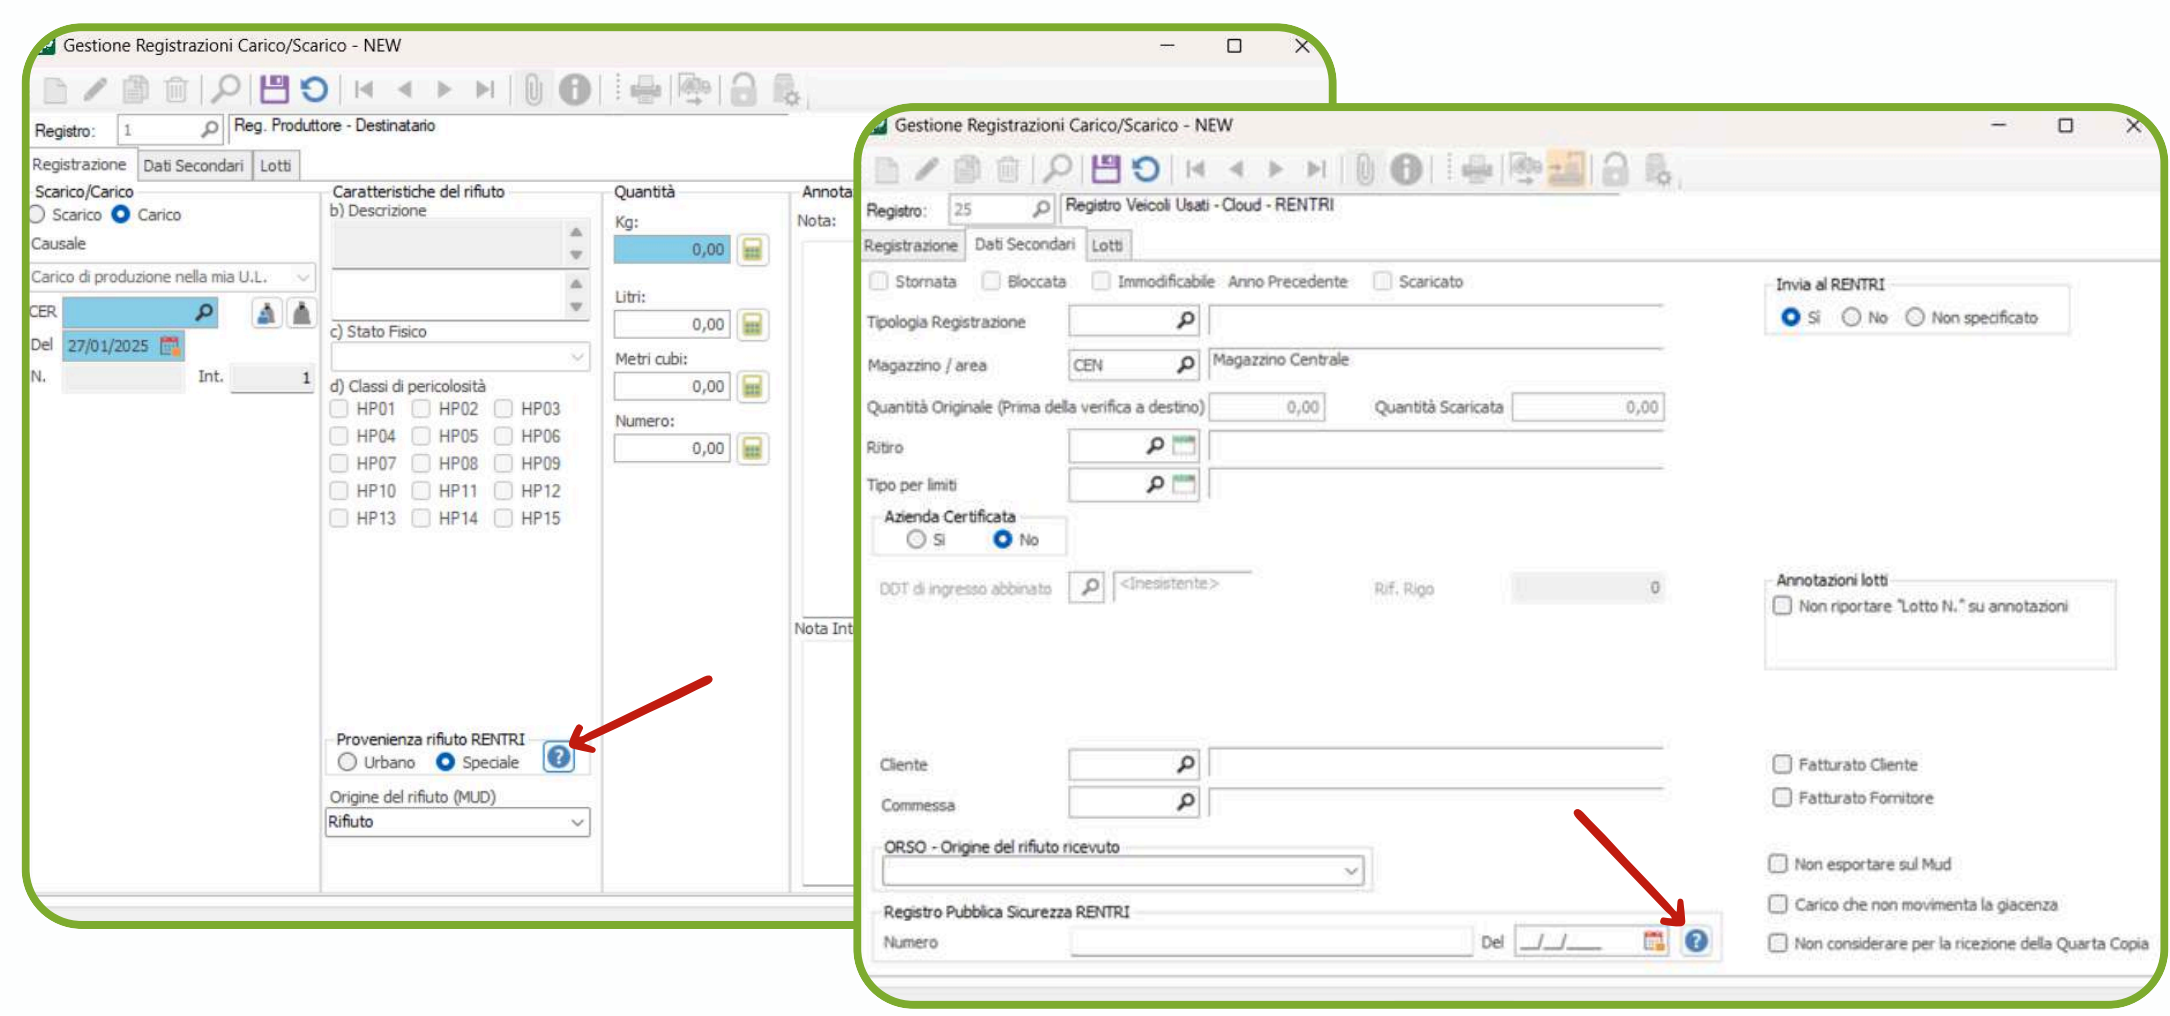 Gestione Registrazioni Carico/Scarico - NEW
Registro: 1 Reg. Produttore - Destinatario
Registrazione Dati Secondari Lotti
Scarico/Carico
Scarico Carico
Causale
Carico di produzione nella mia U.L.
CER
Del 27/01/2025
N. Int. 1
Caratteristiche del rifiuto
b) Descrizione
c) Stato Fisico
d) Classi di pericolosità
HP01 HP02 HP03
HP04 HP05 HP06
HP07 HP08 HP09
HP10 HP11 HP12
HP13 HP14 HP15
Provenienza rifiuto RENTRI
Urbano Speciale ?
Origine del rifiuto (MUD)
Rifiuto
Quantità
Kg:
0,00
Litri:
0,00
Metri cubi:
0,00
Numero:
0,00
Annota
Nota:
Nota Int
Gestione Registrazioni Carico/Scarico - NEW
Registro: 25 Registro Veicoli Usati - Cloud - RENTRI
Registrazione Dati Secondari Lotti
Stornata Bloccata Immodificabile Anno Precedente Scaricato
Tipologia Registrazione
Magazzino / area CEN Magazzino Centrale
Quantità Originale (Prima della verifica a destino) 0,00 Quantità Scaricata 0,00
Ritiro
Tipo per limiti
Azienda Certificata
Sì No
DDT di ingresso abbinato <Inesistente> Rif. Rigo 0
Cliente
Commessa
ORSO - Origine del rifiuto ricevuto
Registro Pubblica Sicurezza RENTRI
Numero Del __/__/____ ?
Invia al RENTRI
Sì No Non specificato
Annotazioni lotti
Non riportare "Lotto N." su annotazioni
Fatturato Cliente
Fatturato Fornitore
Non esportare sul Mud
Carico che non movimenta la giacenza
Non considerare per la ricezione della Quarta Copia